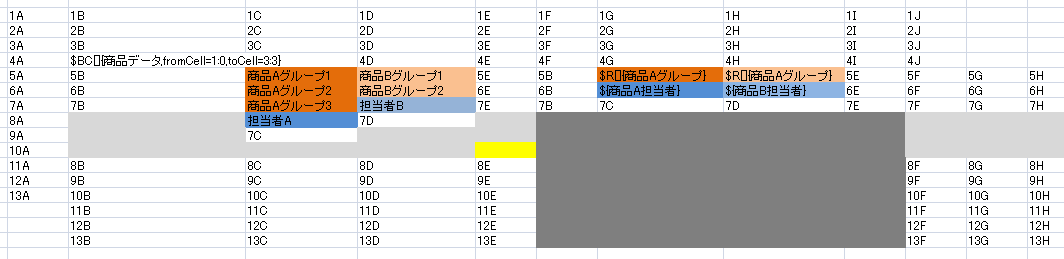 1A 1B 1C 1D 1E 1F 1G 1H 1I 1J
2A 2B 2C 2D 2E 2F 2G 2H 2I 2J
3A 3B 3C 3D 3E 3F 3G 3H 3I 3J
4A $BC[]{商品データ,fromCell=1:0,toCell=3:3} 4D 4E 4F 4G 4H 4I 4J
5A 5B 商品Aグループ1 商品Bグループ1 5E 5B $R[]{商品Aグループ} $R[]{商品Aグループ} 5E 5F 5G 5H
6A 6B 商品Aグループ2 商品Bグループ2 6E 6B ${商品A担当者} ${商品B担当者} 6E 6F 6G 6H
7A 7B 商品Aグループ3 担当者B 7E 7B 7C 7D 7E 7F 7G 7H
8A 担当者A 7D
9A 7C
10A
11A 8B 8C 8D 8E 8F 8G 8H
12A 9B 9C 9D 9E 9F 9G 9H
13A 10B 10C 10D 10E 10F 10G 10H
11B 11C 11D 11E 11F 11G 11H
12B 12C 12D 12E 12F 12G 12H
13B 13C 13D 13E 13F 13G 13H